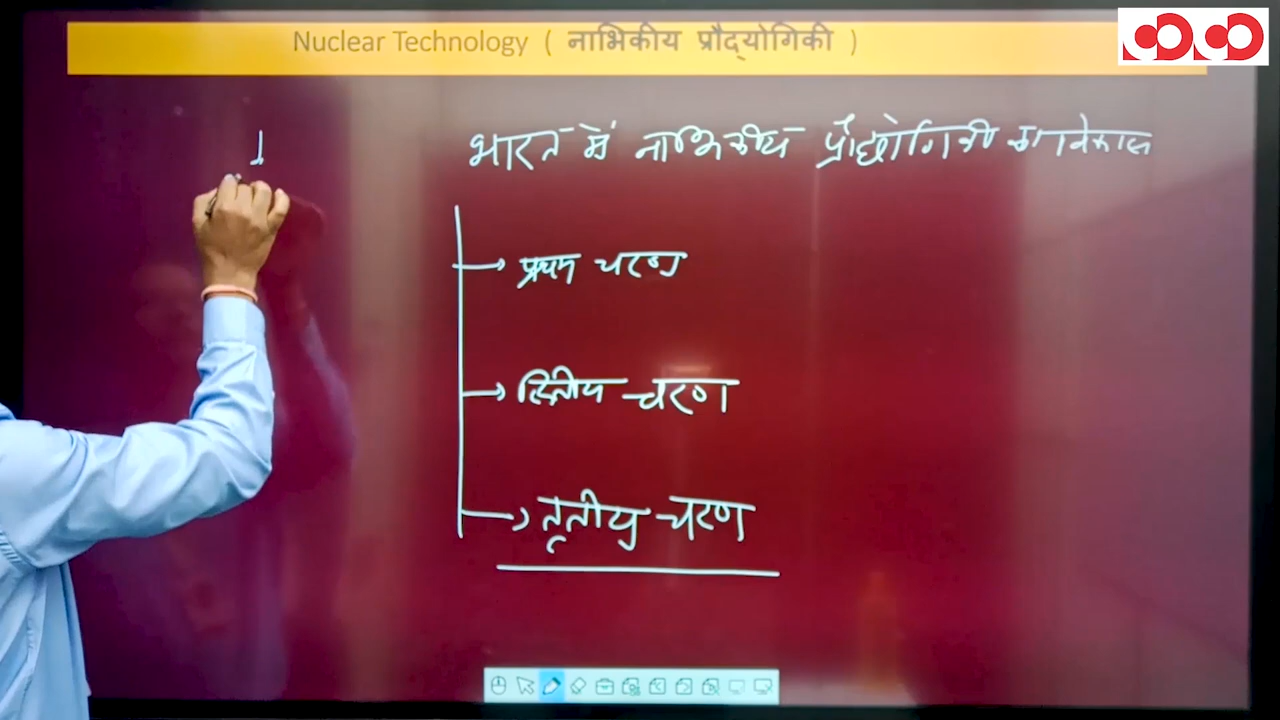 Nuclear Technology ( नाभिकीय प्रौद्योगिकी )
भारत में नाभिकीय प्रौद्योगिकी का विकास
प्रथम चरण
द्वितीय चरण
तृतीय चरण